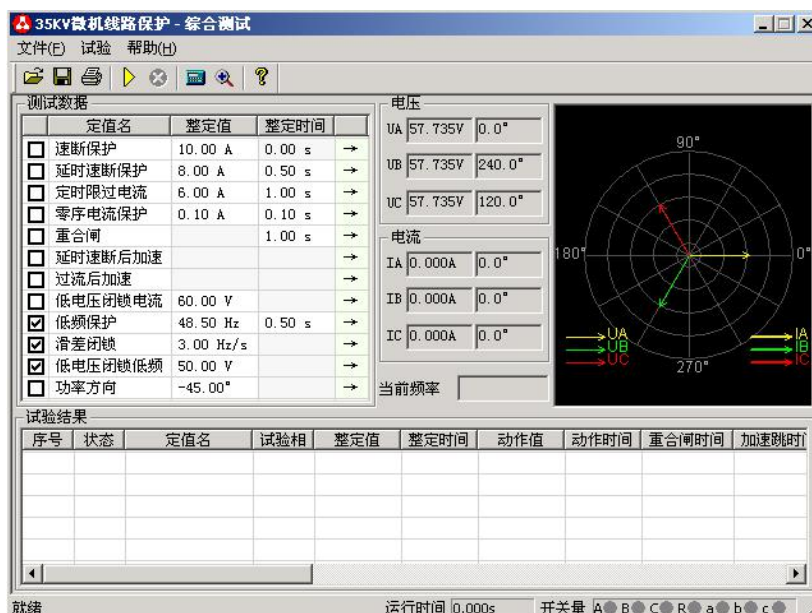 35KV微机线路保护 - 综合测试
文件(F) 试验 帮助(H)
测试数据
定值名 整定值 整定时间
速断保护 10.00 A 0.00 s →
延时速断保护 8.00 A 0.50 s →
定时限过电流 6.00 A 1.00 s →
零序电流保护 0.10 A 0.10 s →
重合闸 1.00 s →
延时速断后加速 →
过流后加速 →
低电压闭锁电流 60.00 V →
低频保护 48.50 Hz 0.50 s →
滑差闭锁 3.00 Hz/s →
低电压闭锁低频 50.00 V →
功率方向 -45.00° →
电压
UA 57.735V 0.0°
UB 57.735V 240.0°
UC 57.735V 120.0°
电流
IA 0.000A 0.0°
IB 0.000A 0.0°
IC 0.000A 0.0°
当前频率
90°
180° 0°
270°
UA IA
UB IB
UC IC
试验结果
序号 状态 定值名 试验相 整定值 整定时间 动作值 动作时间 重合闸时间 加速跳时
就绪 运行时间 0.000s 开关量 A B C R a b c